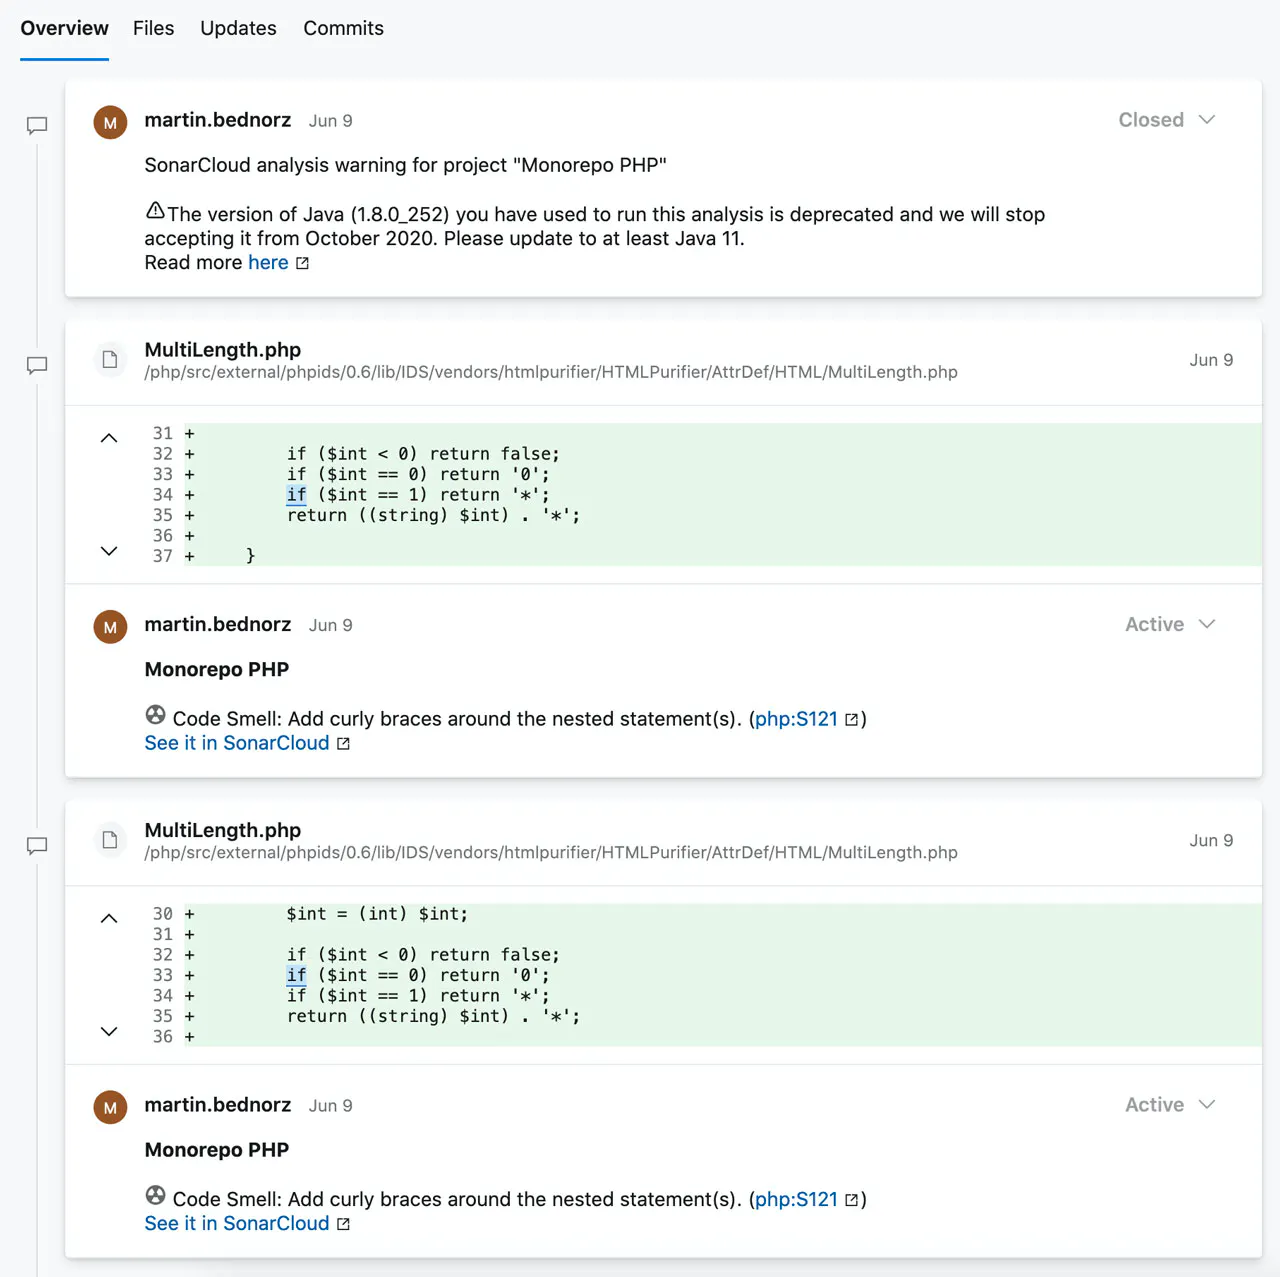 Overview Files Updates Commits
M martin.bednorz Jun 9 Closed
SonarCloud analysis warning for project "Monorepo PHP"
⚠The version of Java (1.8.0_252) you have used to run this analysis is deprecated and we will stop
accepting it from October 2020. Please update to at least Java 11.
Read more here
MultiLength.php
/php/src/external/phpids/0.6/lib/IDS/vendors/htmlpurifier/HTMLPurifier/AttrDef/HTML/MultiLength.php
Jun 9
31 +
32 + if ($int < 0) return false;
33 + if ($int == 0) return '0';
34 + if ($int == 1) return '*';
35 + return ((string) $int) . '*';
36 +
37 + }
M martin.bednorz Jun 9 Active
Monorepo PHP
Code Smell: Add curly braces around the nested statement(s). (php:S121)
See it in SonarCloud
MultiLength.php
/php/src/external/phpids/0.6/lib/IDS/vendors/htmlpurifier/HTMLPurifier/AttrDef/HTML/MultiLength.php
Jun 9
30 + $int = (int) $int;
31 +
32 + if ($int < 0) return false;
33 + if ($int == 0) return '0';
34 + if ($int == 1) return '*';
35 + return ((string) $int) . '*';
36 +
M martin.bednorz Jun 9 Active
Monorepo PHP
Code Smell: Add curly braces around the nested statement(s). (php:S121)
See it in SonarCloud